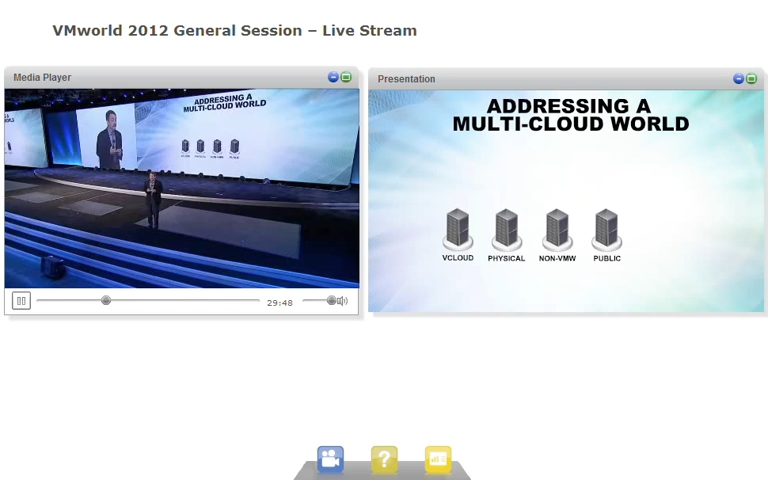 VMworld 2012 General Session – Live Stream
Media Player
ADDRESSING A
MULTI-CLOUD WORLD
29:48
Presentation
ADDRESSING A
MULTI-CLOUD WORLD
VCLOUD PHYSICAL NON-VMW PUBLIC
?